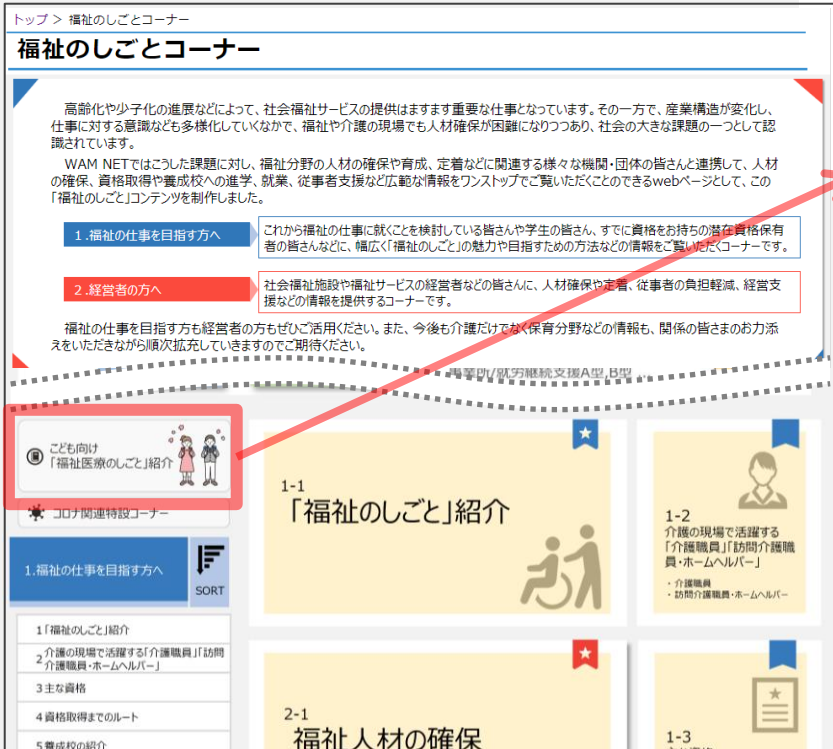 トップ > 福祉のしごとコーナー
福祉のしごとコーナー
高齢化や少子化の進展などによって、社会福祉サービスの提供はますます重要な仕事となっています。その一方で、産業構造が変化し、
仕事に対する意識なども多様化していくなかで、福祉や介護の現場でも人材確保が困難になりつつあり、社会の大きな課題の一つとして認
識されています。
WAM NETではこうした課題に対し、福祉分野の人材の確保や育成、定着などに関連する様々な機関・団体の皆さんと連携して、人材
の確保、資格取得や養成校への進学、就業、従事者支援など広範な情報をワンストップでご覧いただくことのできるwebページとして、この
「福祉のしごと」コンテンツを制作しました。
1.福祉の仕事を目指す方へ
これから福祉の仕事に就くことを検討している皆さんや学生の皆さん、すでに資格をお持ちの潜在資格保有
者の皆さんなどに、幅広く「福祉のしごと」の魅力や目指すための方法などの情報をご覧いただくコーナーです。
2.経営者の方へ
社会福祉施設や福祉サービスの経営者などの皆さんに、人材確保や定着、従事者の負担軽減、経営支
援などの情報を提供するコーナーです。
福祉の仕事を目指す方も経営者の方もぜひご活用ください。また、今後も介護だけでなく保育分野などの情報も、関係の皆さまのお力添
えをいただきながら順次拡充していきますのでご期待ください。
事業所/就労継続支援A型,B型 ...
こども向け
「福祉医療のしごと」紹介
コロナ関連特設コーナー
1.福祉の仕事を目指す方へ
SORT
1「福祉のしごと」紹介
2介護の現場で活躍する「介護職員」「訪問
介護職員・ホームヘルパー」
3主な資格
4資格取得までのルート
5養成校の紹介
1-1
「福祉のしごと」紹介
1-2
介護の現場で活躍する
「介護職員」「訪問介護職
員・ホームヘルパー」
・介護職員
・訪問介護職員・ホームヘルパー
2-1
福祉人材の確保
1-3